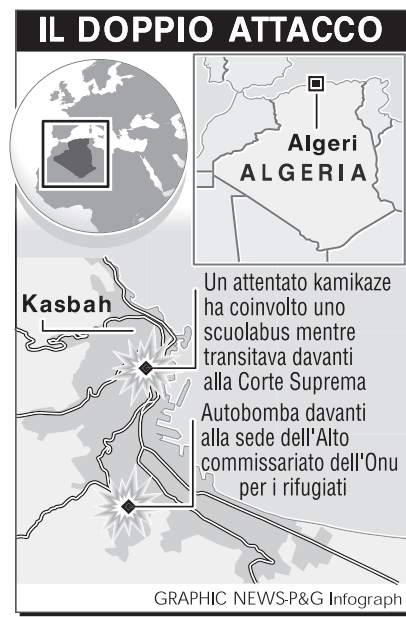 IL DOPPIO ATTACCO
Algeri
ALGERIA
Kasbah
Un attentato kamikaze
ha coinvolto uno
scuolabus mentre
transitava davanti
alla Corte Suprema
Autobomba davanti
alla sede dell'Alto
commissariato dell'Onu
per i rifugiati
GRAPHIC NEWS-P&G Infograph